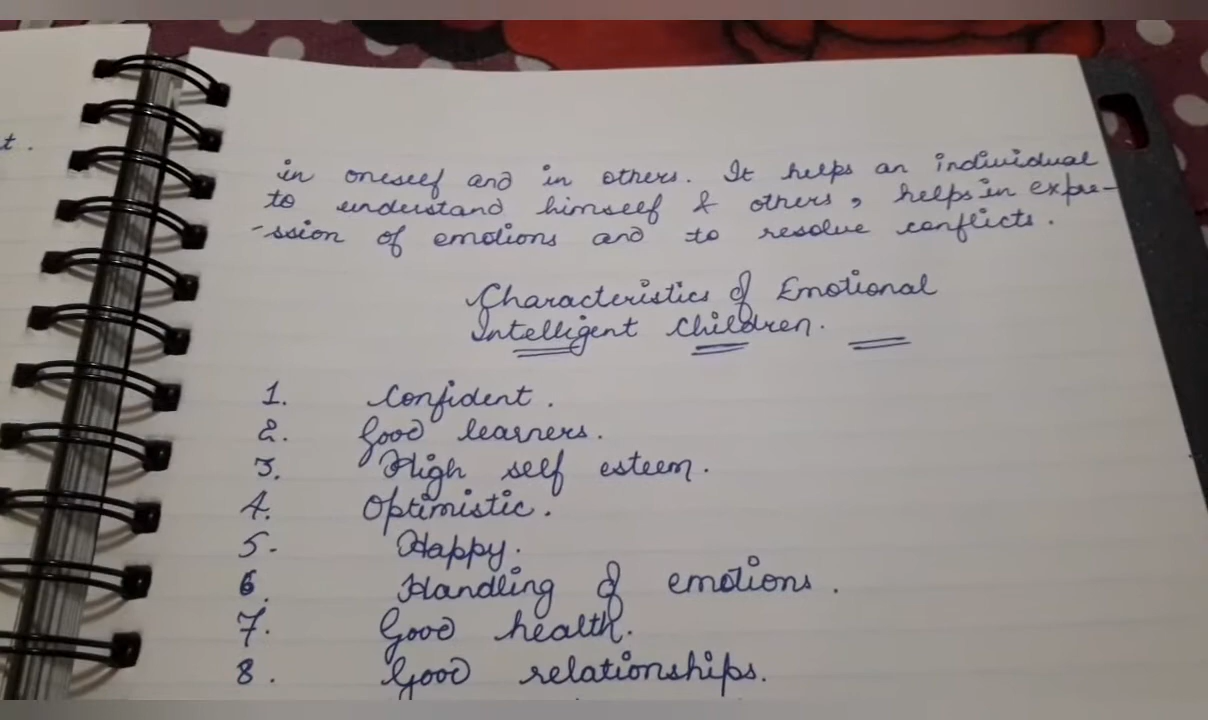 t.
in oneself and in others. It helps an individual
to understand himself & others, helps in expre-
-ssion of emotions and to resolve conflicts.
Characteristics of Emotional
Intelligent Children.
1. Confident.
2. Good learners.
3. High self esteem.
4. Optimistic.
5. Happy.
6. Handling of emotions.
7. Good health.
8. Good relationships.